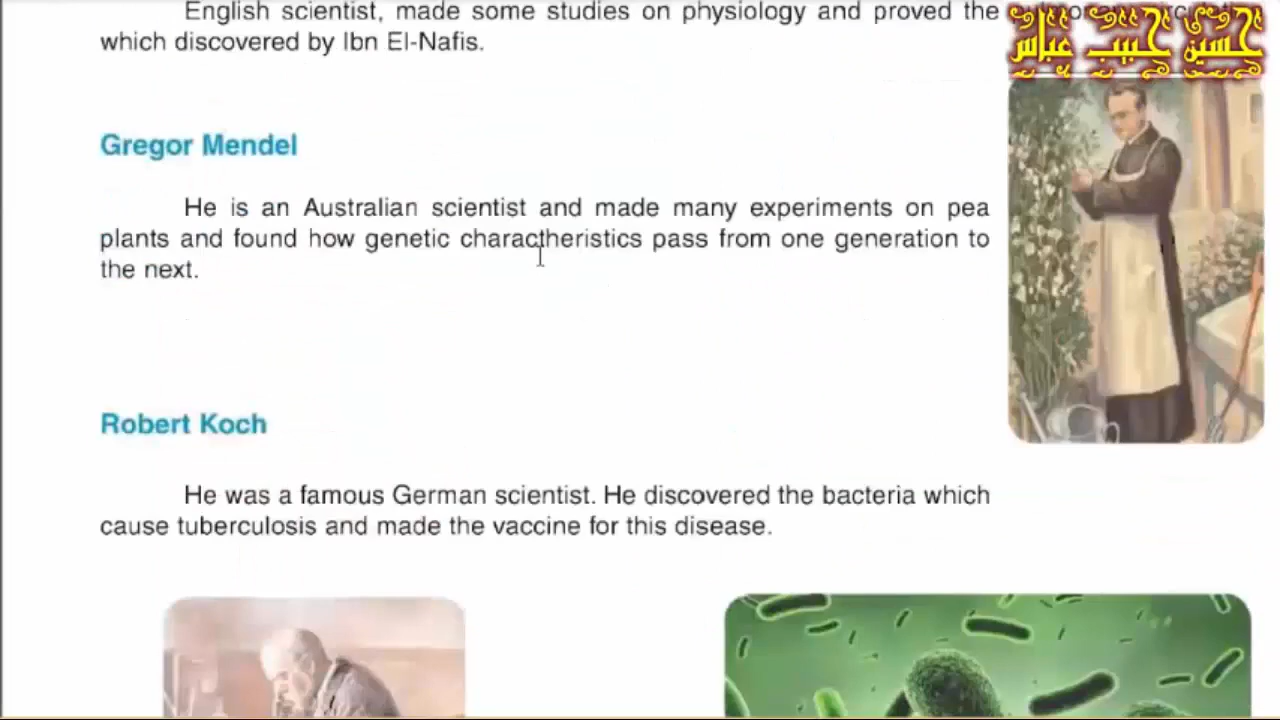 English scientist, made some studies on physiology and proved the
which discovered by Ibn El-Nafis.
حسين حبيب عباس
Gregor Mendel
He is an Australian scientist and made many experiments on pea
plants and found how genetic charactheristics pass from one generation to
the next.
Robert Koch
He was a famous German scientist. He discovered the bacteria which
cause tuberculosis and made the vaccine for this disease.